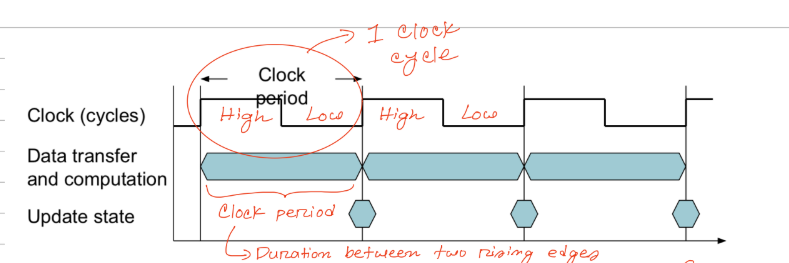 1 clock
cycle
Clock
period
Clock (cycles)
High Low High Low
Data transfer
and computation
Clock period
Update state
Duration between two rising edges